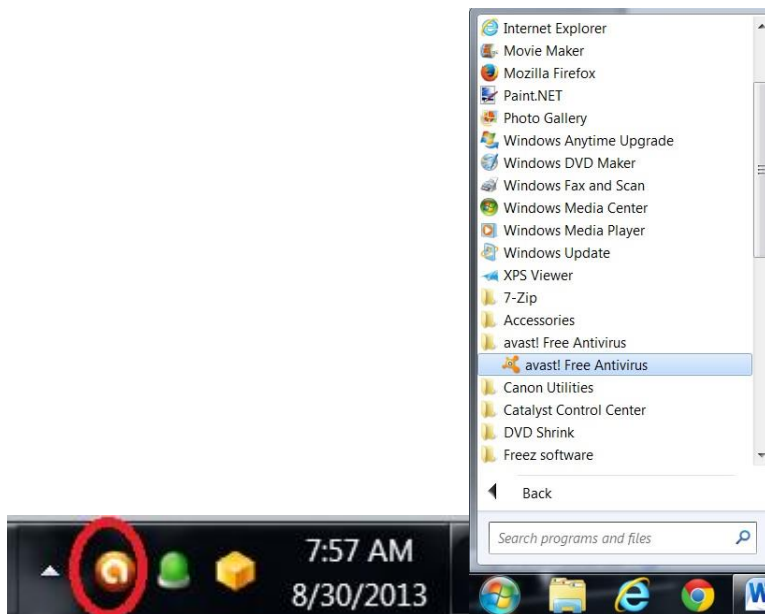 Internet Explorer
Movie Maker
Mozilla Firefox
Paint.NET
Photo Gallery
Windows Anytime Upgrade
Windows DVD Maker
Windows Fax and Scan
Windows Media Center
Windows Media Player
Windows Update
XPS Viewer
7-Zip
Accessories
avast! Free Antivirus
avast! Free Antivirus
Canon Utilities
Catalyst Control Center
DVD Shrink
Freez software
Back
Search programs and files
7:57 AM
8/30/2013